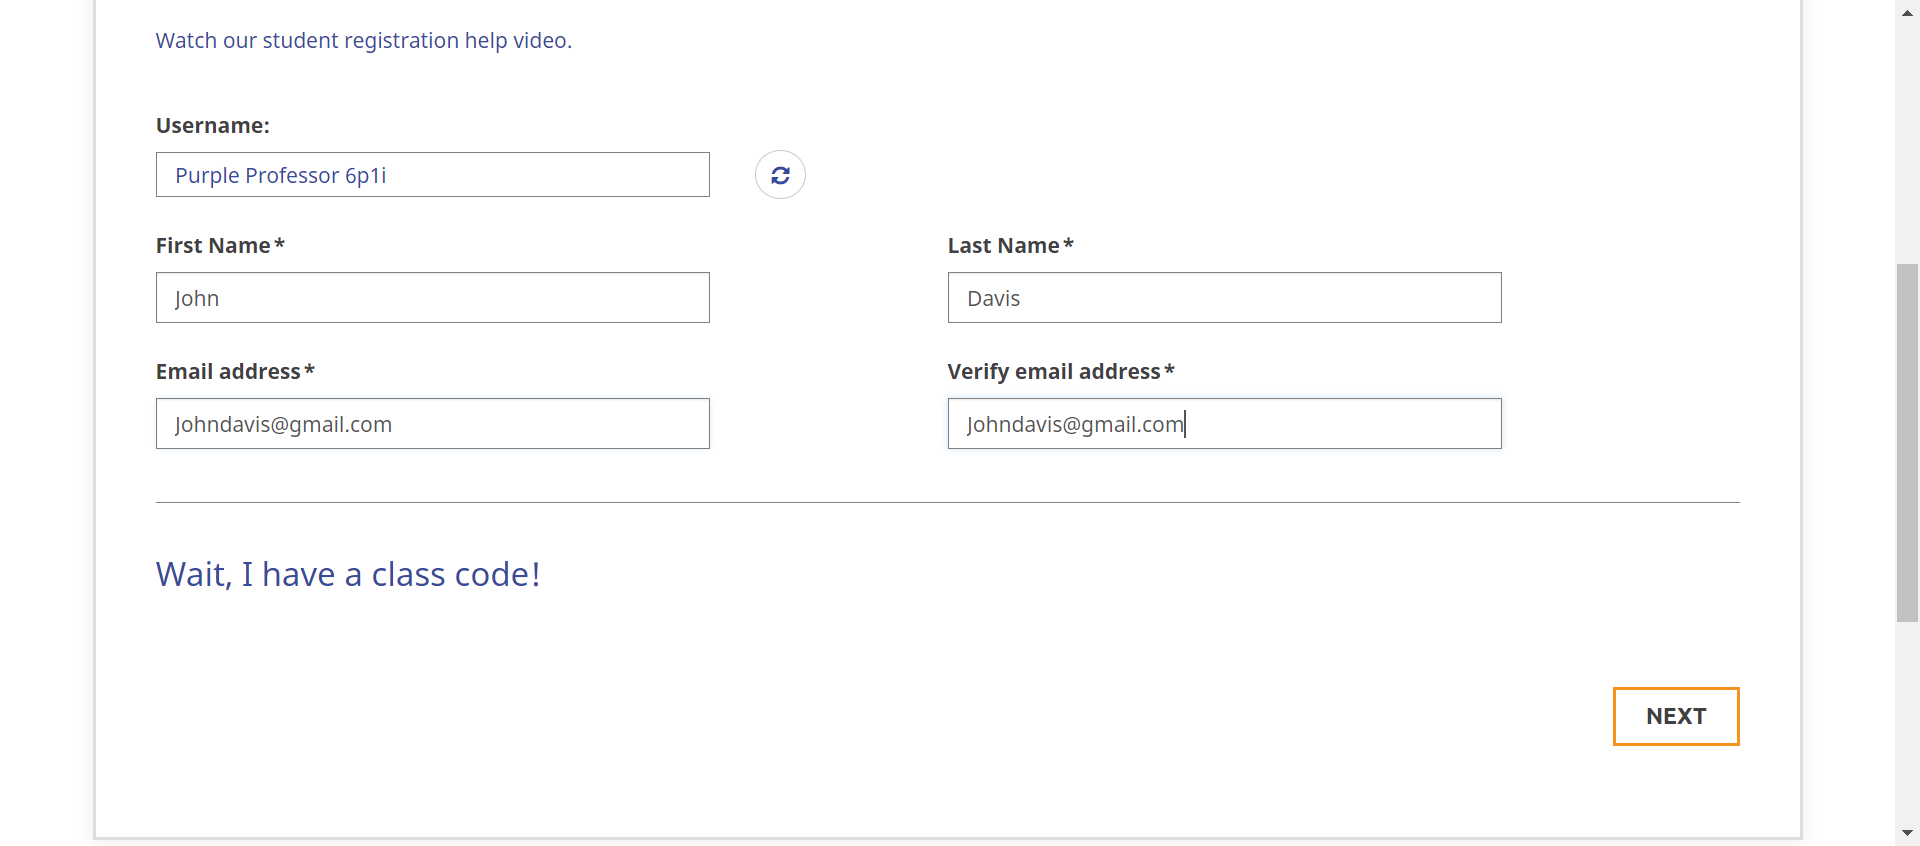 Watch our student registration help video.
Username:
Purple Professor 6p1i
First Name* Last Name*
John Davis
Email address* Verify email address*
Johndavis@gmail.com Johndavis@gmail.com
Wait, I have a class code!
NEXT